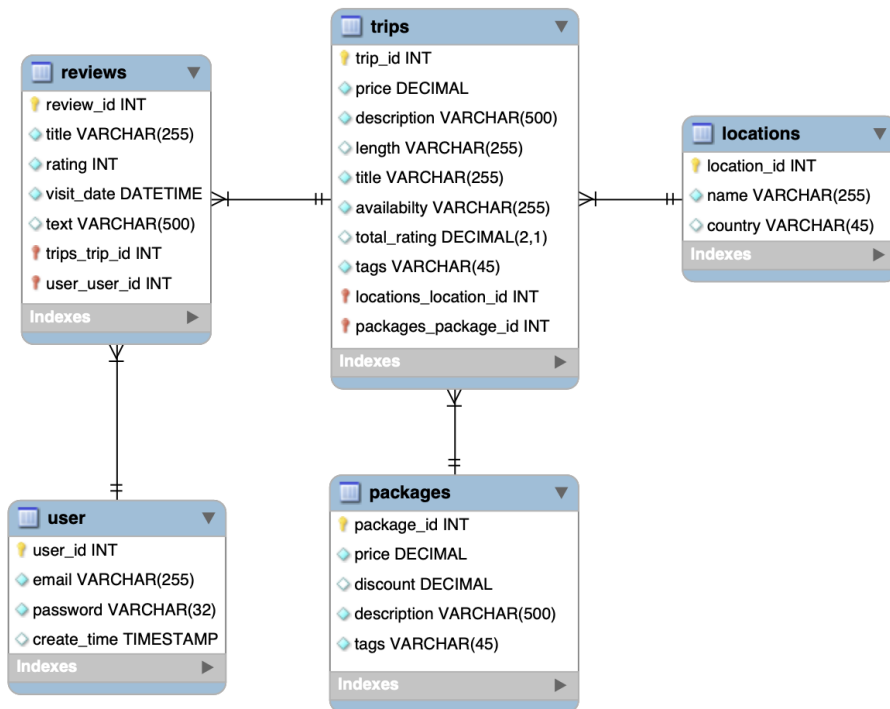 reviews
review_id INT
title VARCHAR(255)
rating INT
visit_date DATETIME
text VARCHAR(500)
trips_trip_id INT
user_user_id INT
Indexes
trips
trip_id INT
price DECIMAL
description VARCHAR(500)
length VARCHAR(255)
title VARCHAR(255)
availabilty VARCHAR(255)
total_rating DECIMAL(2,1)
tags VARCHAR(45)
locations_location_id INT
packages_package_id INT
Indexes
locations
location_id INT
name VARCHAR(255)
country VARCHAR(45)
Indexes
user
user_id INT
email VARCHAR(255)
password VARCHAR(32)
create_time TIMESTAMP
Indexes
packages
package_id INT
price DECIMAL
discount DECIMAL
description VARCHAR(500)
tags VARCHAR(45)
Indexes